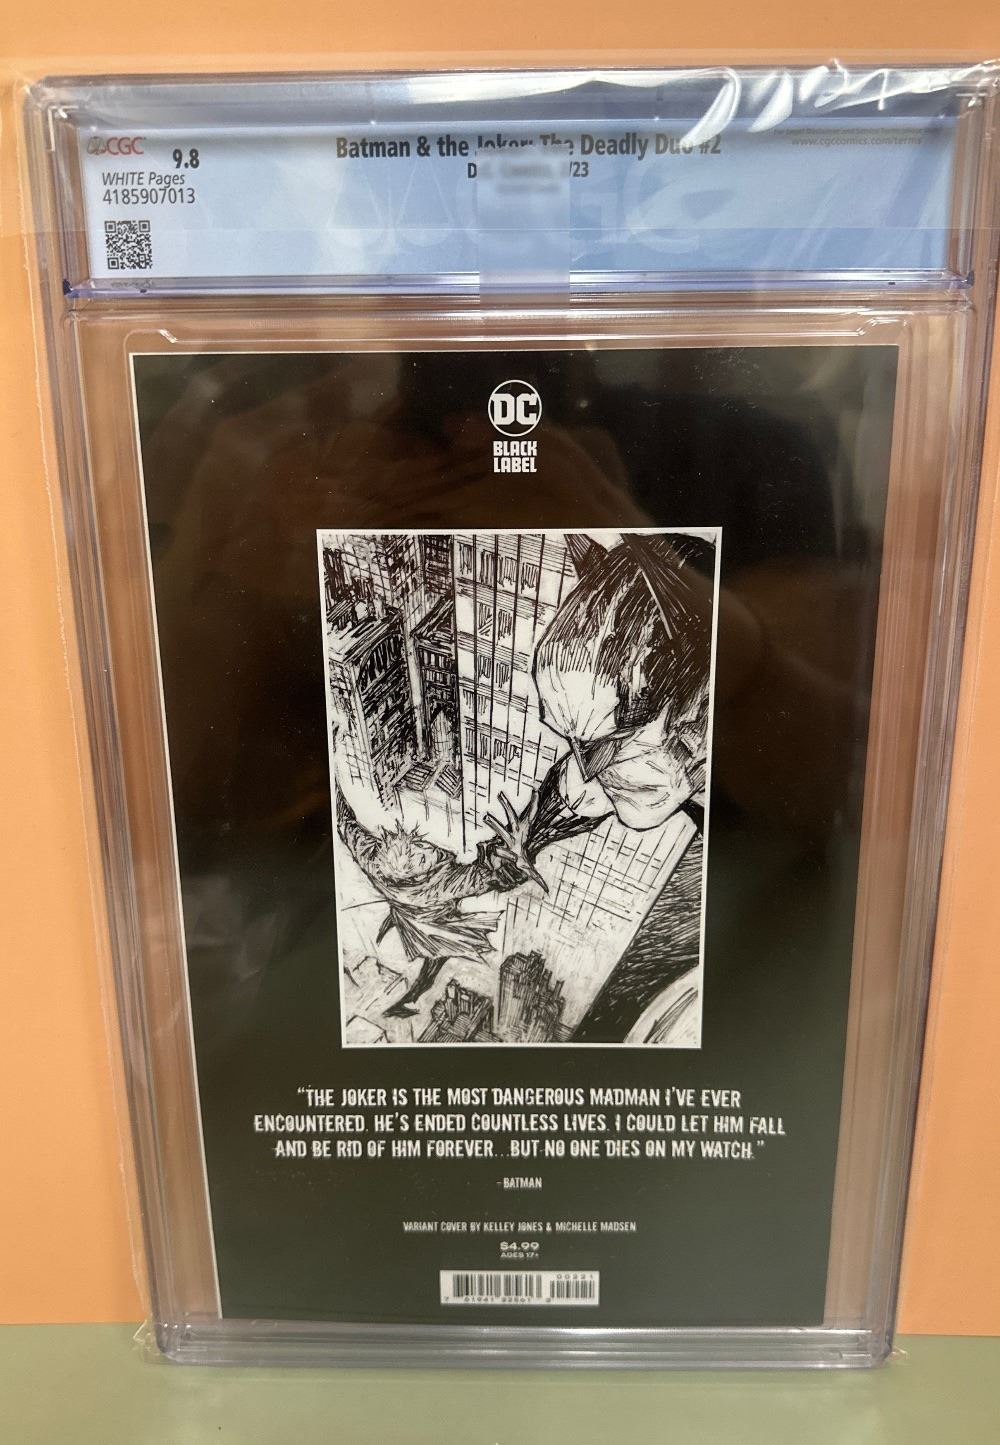 CGC
9.8
WHITE Pages
4185907013
Batman & the Joker: The Deadly Duo #2
/23
www.cgccomics.com/terms
DC
BLACK
LABEL
“THE JOKER IS THE MOST DANGEROUS MADMAN I’VE EVER
ENCOUNTERED. HE’S ENDED COUNTLESS LIVES. I COULD LET HIM FALL
AND BE RID OF HIM FOREVER...BUT NO ONE DIES ON MY WATCH.”
-BATMAN
VARIANT COVER BY KELLEY JONES & MICHELLE MADSEN
$4.99
AGES 17+
00221